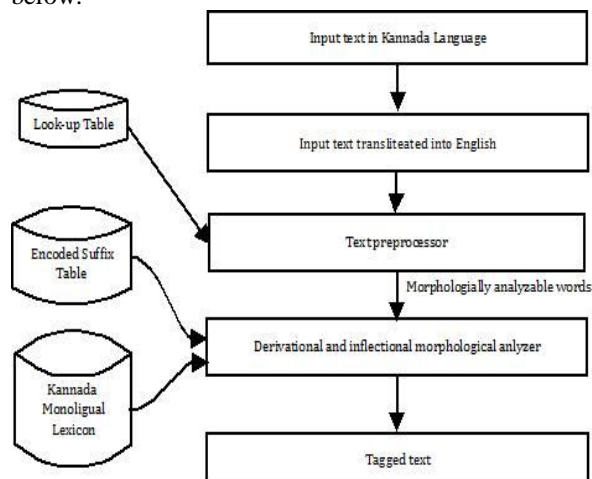 below.
Input text in Kannada Language
Look-up Table
Input text transliteated into English
Text preprocessor
Encoded Suffix
Table
Morphologially analyzable words
Derivational and inflectional morphological anlyzer
Kannada
Monoligual
Lexicon
Tagged text